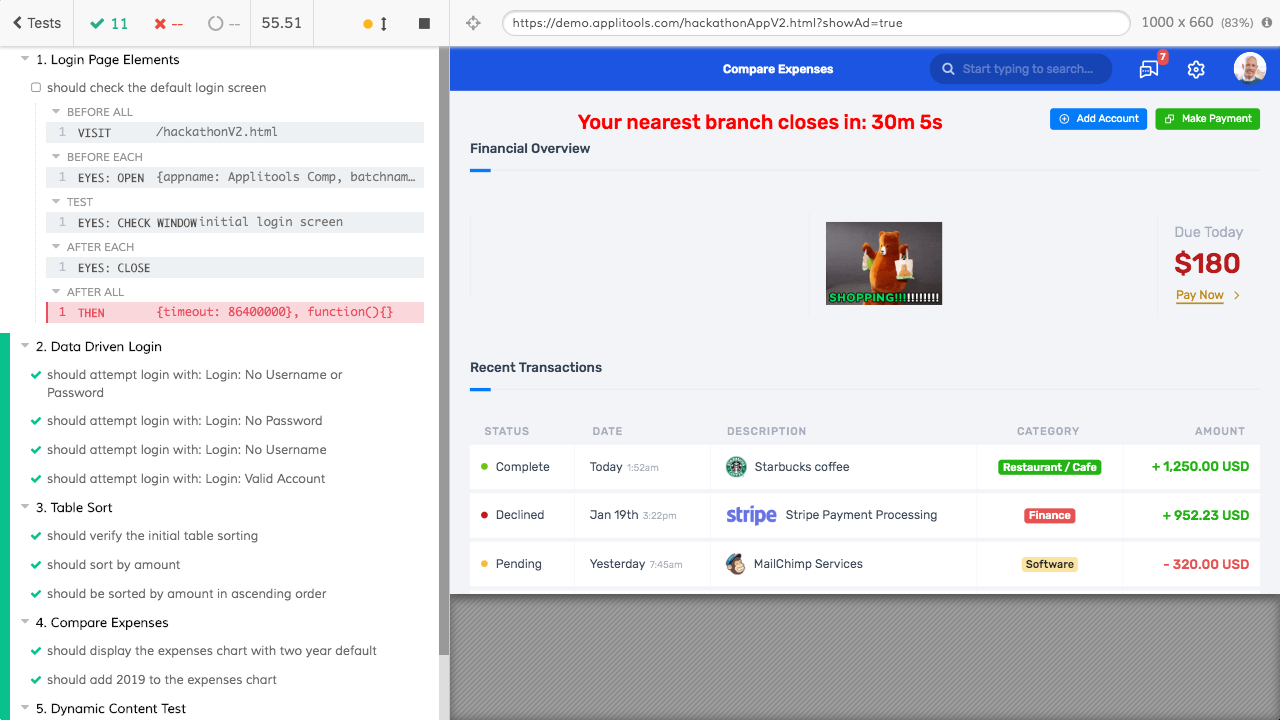 Tests
11
--
--
55.51
https://demo.applitools.com/hackathonAppV2.html?showAd=true
1000 x 660 (83%)
1. Login Page Elements
should check the default login screen
BEFORE ALL
1 VISIT /hackathonV2.html
BEFORE EACH
1 EYES: OPEN {appname: Applitools Comp, batchnam…
TEST
1 EYES: CHECK WINDOW initial login screen
AFTER EACH
1 EYES: CLOSE
AFTER ALL
1 THEN {timeout: 86400000}, function(){}
2. Data Driven Login
should attempt login with: Login: No Username or
Password
should attempt login with: Login: No Password
should attempt login with: Login: No Username
should attempt login with: Login: Valid Account
3. Table Sort
should verify the initial table sorting
should sort by amount
should be sorted by amount in ascending order
4. Compare Expenses
should display the expenses chart with two year default
should add 2019 to the expenses chart
5. Dynamic Content Test
Compare Expenses
Start typing to search...
7
Your nearest branch closes in: 30m 5s
Add Account
Make Payment
Financial Overview
SHOPPING!!!!!!!!!!!
Due Today
$180
Pay Now
Recent Transactions
STATUS DATE DESCRIPTION CATEGORY AMOUNT
Complete Today 1:52am Starbucks coffee Restaurant / Cafe + 1,250.00 USD
Declined Jan 19th 3:22pm stripe Stripe Payment Processing Finance + 952.23 USD
Pending Yesterday 7:45am MailChimp Services Software - 320.00 USD